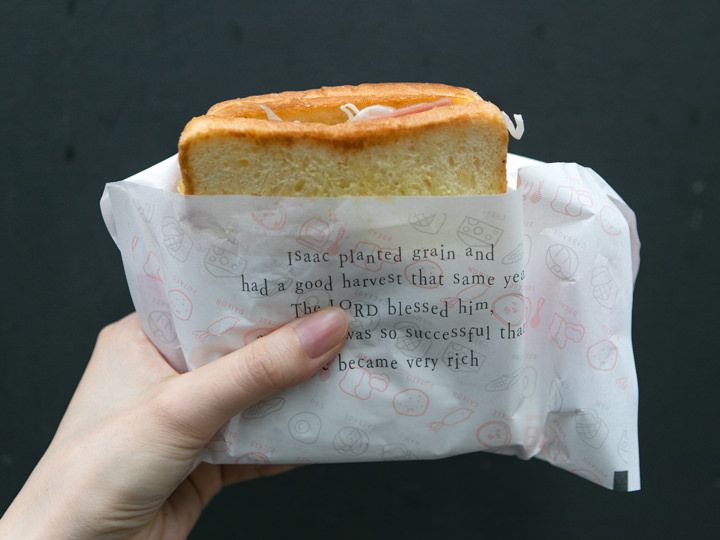 Isaac planted grain and
had a good harvest that same yea
The LORD blessed him,
was so successful tha
became very rich